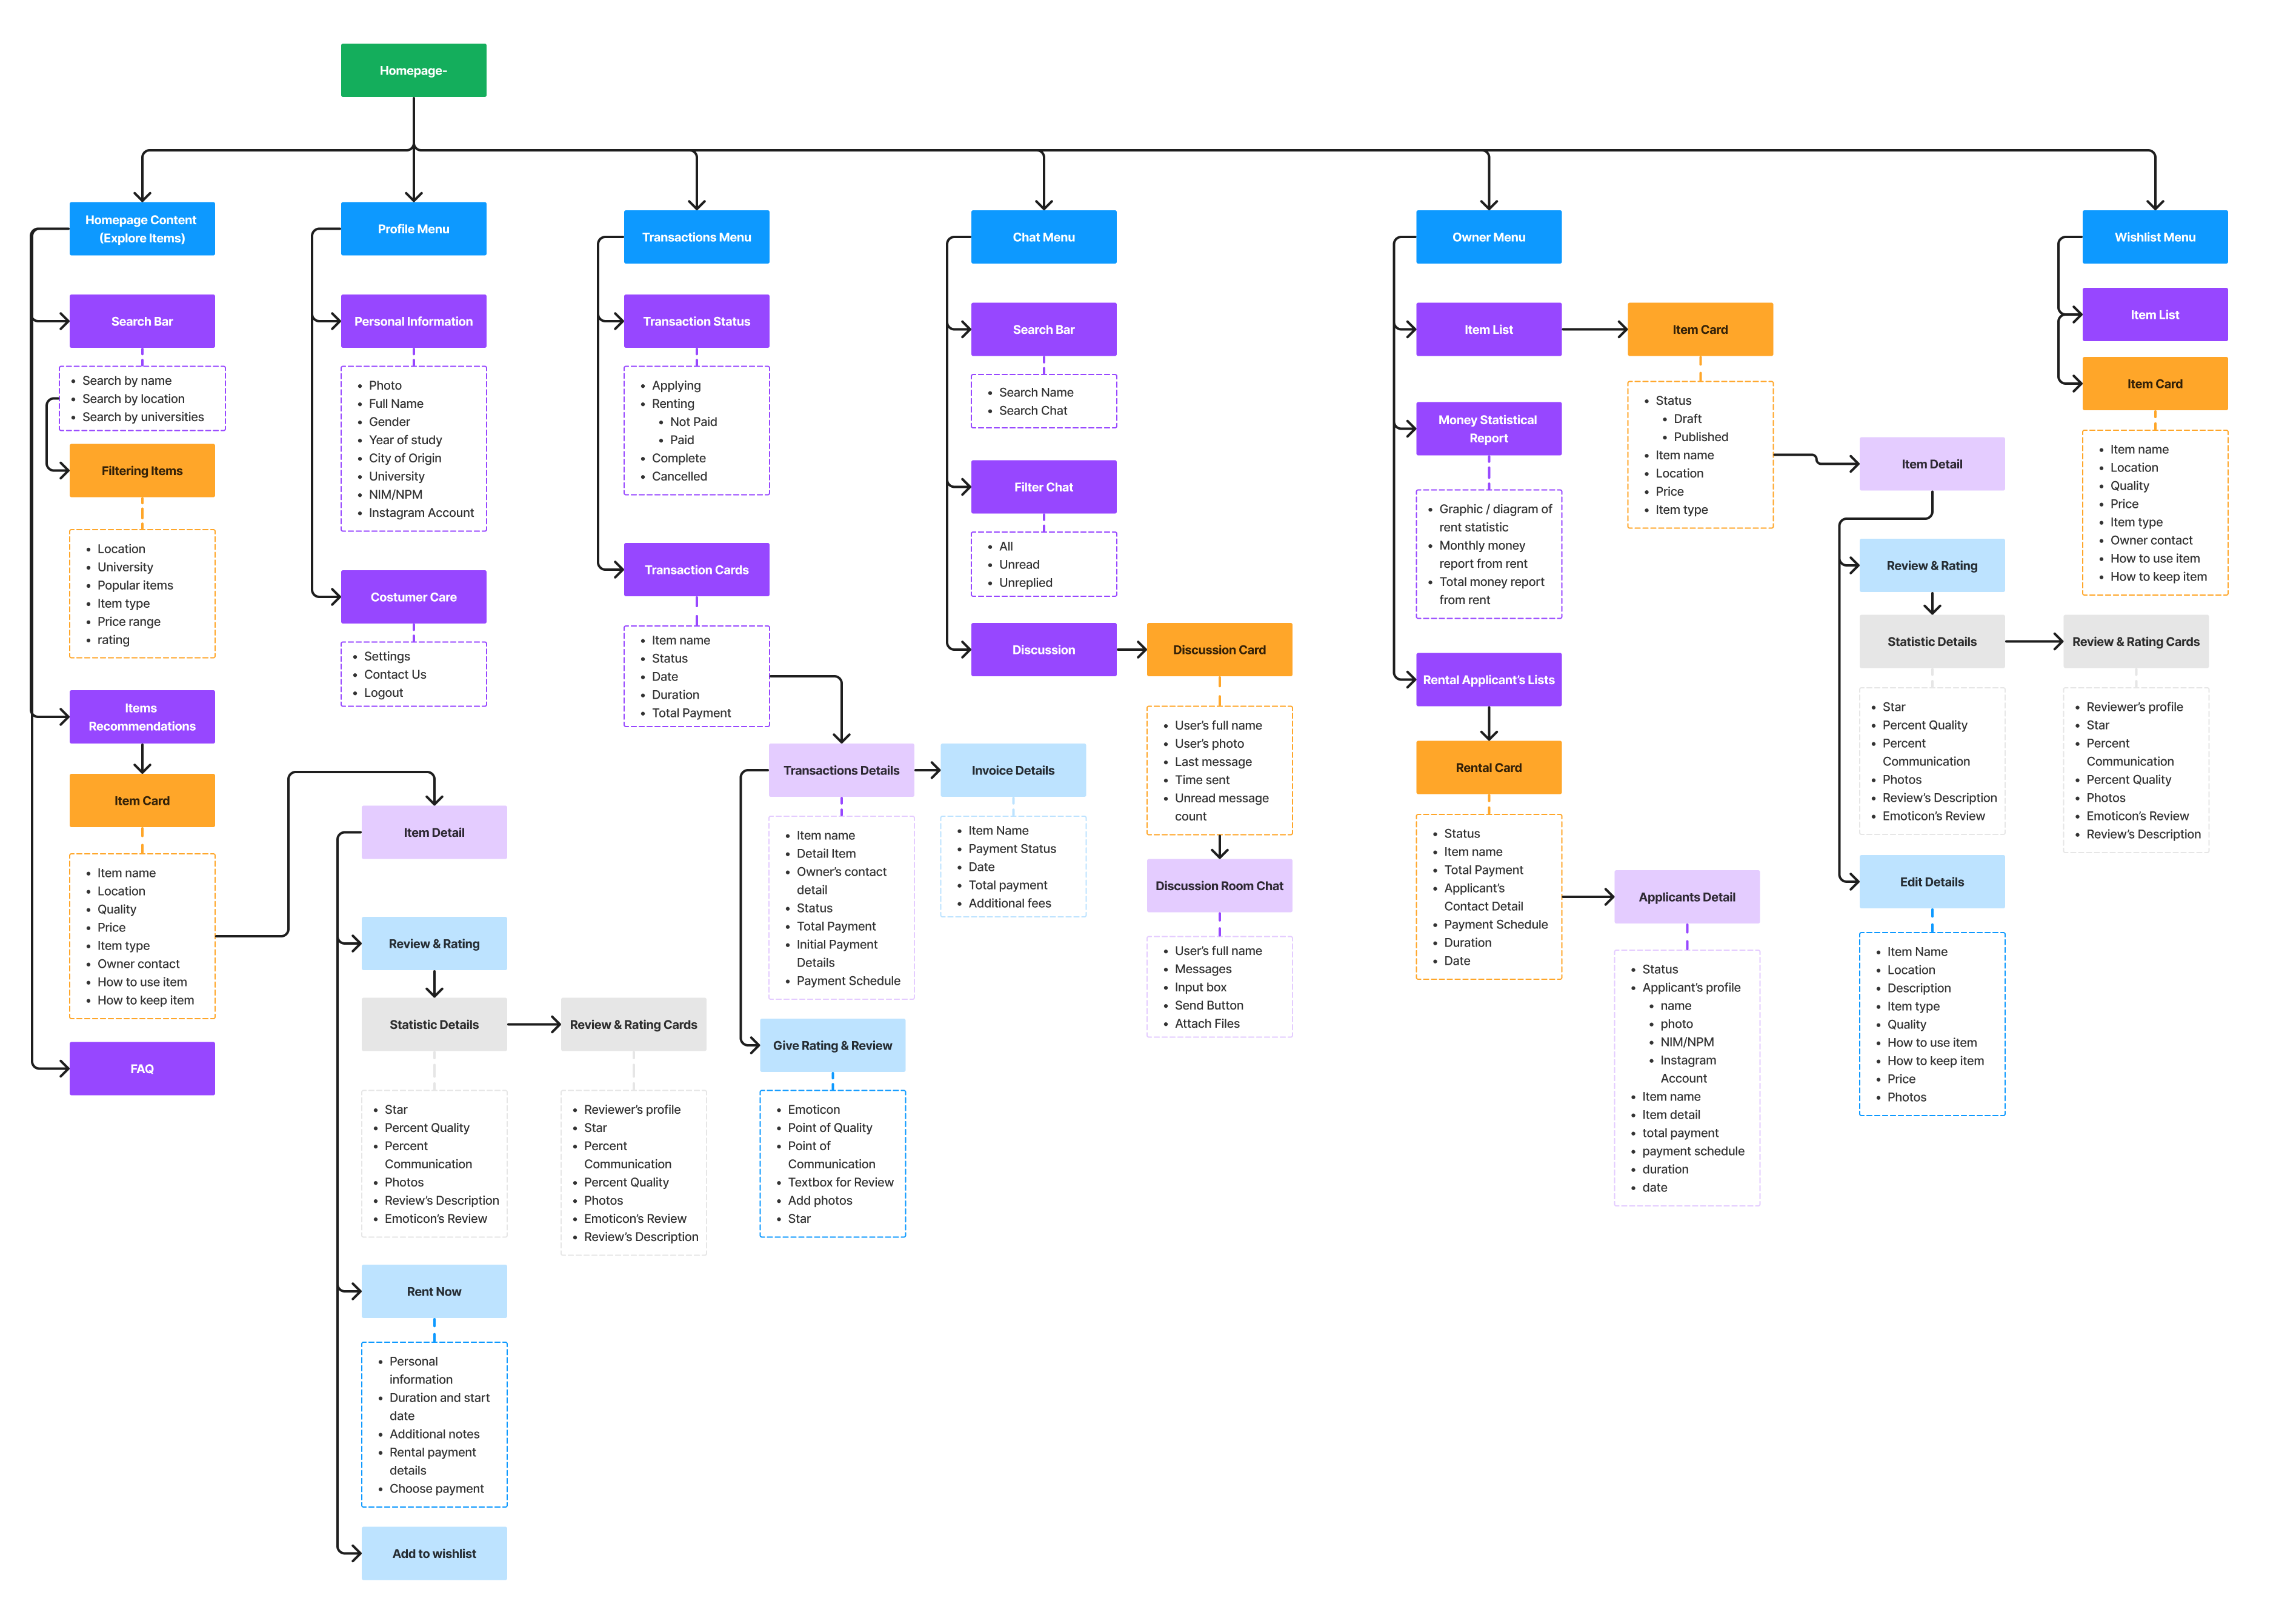 Homepage-
Homepage Content
(Explore Items)
Search Bar
Search by name
Search by location
Search by universities
Filtering Items
Location
University
Popular items
Item type
Price range
rating
Items
Recommendations
Item Card
Item name
Location
Quality
Price
Item type
Owner contact
How to use item
How to keep item
FAQ
Item Detail
Review & Rating
Statistic Details
Star
Percent Quality
Percent
Communication
Photos
Review's Description
Emoticon's Review
Review & Rating Cards
Reviewer's profile
Star
Percent
Communication
Percent Quality
Photos
Emoticon's Review
Review's Description
Rent Now
Personal
information
Duration and start
date
Additional notes
Rental payment
details
Choose payment
Add to wishlist
Profile Menu
Personal Information
Photo
Full Name
Gender
Year of study
City of Origin
University
NIM/NPM
Instagram Account
Costumer Care
Settings
Contact Us
Logout
Transactions Menu
Transaction Status
Applying
Renting
Not Paid
Paid
Complete
Cancelled
Transaction Cards
Item name
Status
Date
Duration
Total Payment
Transactions Details
Item name
Detail Item
Owner's contact
detail
Status
Total Payment
Initial Payment
Details
Payment Schedule
Invoice Details
Item Name
Payment Status
Date
Total payment
Additional fees
Give Rating & Review
Emoticon
Point of Quality
Point of
Communication
Textbox for Review
Add photos
Star
Chat Menu
Search Bar
Search Name
Search Chat
Filter Chat
All
Unread
Unreplied
Discussion
Discussion Card
User's full name
User's photo
Last message
Time sent
Unread message
count
Discussion Room Chat
User's full name
Messages
Input box
Send Button
Attach Files
Owner Menu
Item List
Item Card
Status
Draft
Published
Item name
Location
Price
Item type
Item Detail
Review & Rating
Statistic Details
Star
Percent Quality
Percent
Communication
Photos
Review's Description
Emoticon's Review
Review & Rating Cards
Reviewer's profile
Star
Percent
Communication
Percent Quality
Photos
Emoticon's Review
Review's Description
Edit Details
Item Name
Location
Description
Item type
Quality
How to use item
How to keep item
Price
Photos
Money Statistical
Report
Graphic / diagram of
rent statistic
Monthly money
report from rent
Total money report
from rent
Rental Applicant's Lists
Rental Card
Status
Item name
Total Payment
Applicant's
Contact Detail
Payment Schedule
Duration
Date
Applicants Detail
Status
Applicant's profile
name
photo
NIM/NPM
Instagram
Account
Item name
Item detail
total payment
payment schedule
duration
date
Wishlist Menu
Item List
Item Card
Item name
Location
Quality
Price
Item type
Owner contact
How to use item
How to keep item